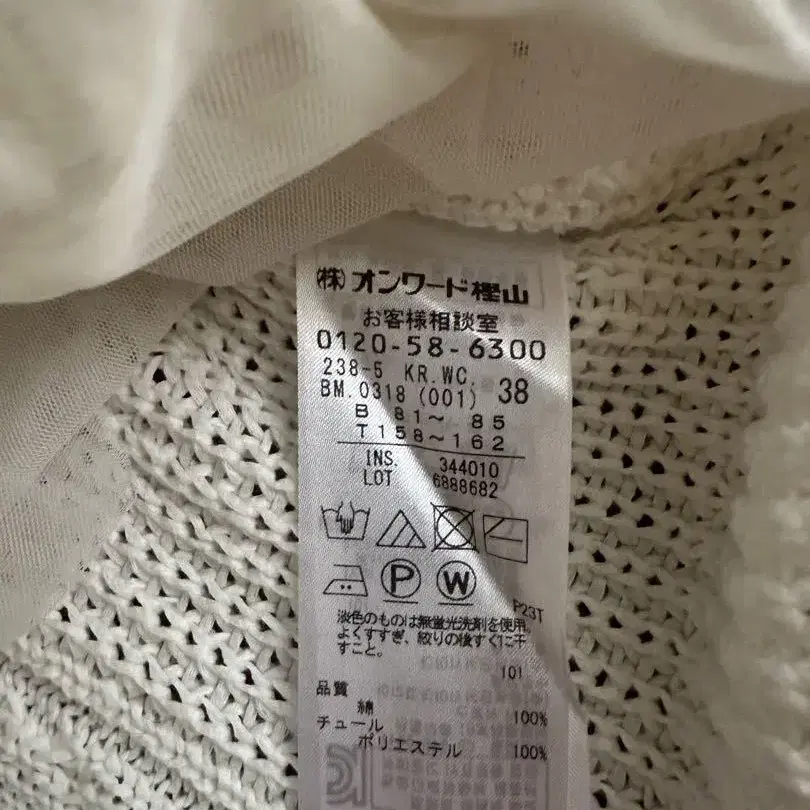 ㈱オンワード樫山
お客様相談室
0120-58-6300
238-5 KR.WC.
BM.0318 (001) 38
B 81～ 85
T 158～162
INS. 344010
LOT 6888682
P W
P23T
淡色のものは無蛍光洗剤を使用。
よくすすぎ、絞りの後すぐに干
すこと。
101
品質
綿 100%
チュール
ポリエステル 100%